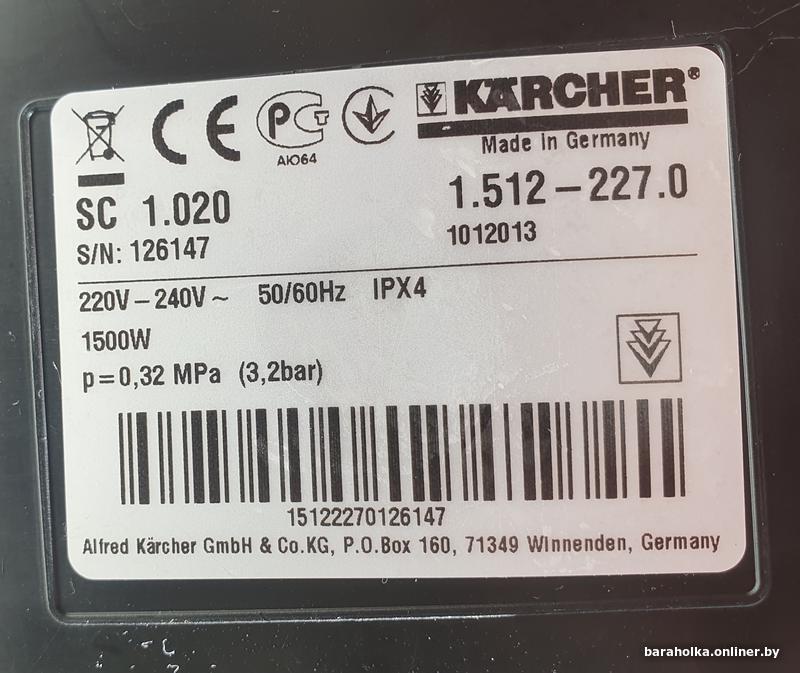 CE
РСТ
АЮ64
KÄRCHER®
Made in Germany
SC 1.020
1.512-227.0
S/N: 126147
1012013
220V-240V~ 50/60Hz IPX4
1500W
p=0,32 MPa (3,2bar)
15122270126147
Alfred Kärcher GmbH & Co.KG, P.O.Box 160, 71349 Winnenden, Germany
baraholka.onliner.by